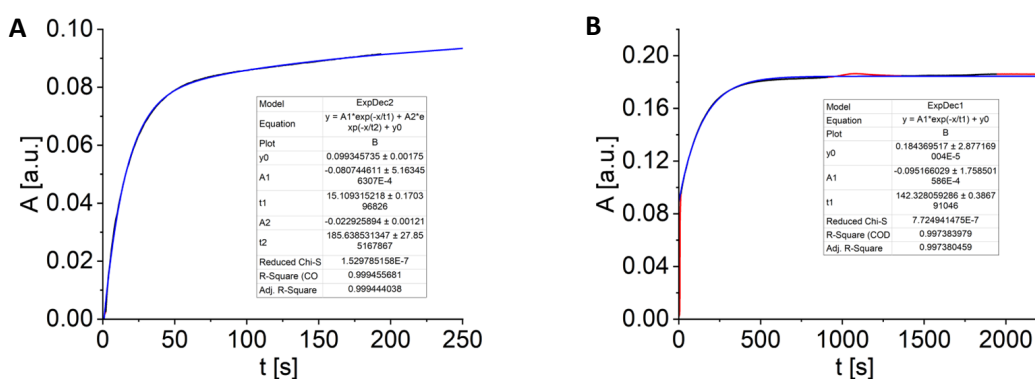 A
A [a.u.]
0.10
0.08
0.06
0.04
0.02
0.00
0
50
100
150
200
250
t [s]
Model ExpDec2
Equation y = A1*exp(-x/t1) + A2*e
xp(-x/t2) + y0
Plot B
y0 0.099345735 ± 0.00175
A1 -0.080744611 ± 5.16345
6307E-4
t1 15.109315218 ± 0.1703
96826
A2 -0.022925894 ± 0.00121
t2 185.638531347 ± 27.85
5167867
Reduced Chi-S 1.529785158E-7
R-Square (CO 0.999455681
Adj. R-Square 0.999444038
B
A [a.u.]
0.20
0.16
0.12
0.08
0.04
0.00
0
500
1000
1500
2000
t [s]
Model ExpDec1
Equation y = A1*exp(-x/t1) + y0
Plot B
y0 0.184369517 ± 2.877169
004E-5
A1 -0.095166029 ± 1.758501
586E-4
t1 142.328059286 ± 0.3867
91046
Reduced Chi-S 7.724941475E-7
R-Square (COD 0.997383979
Adj. R-Square 0.997380459